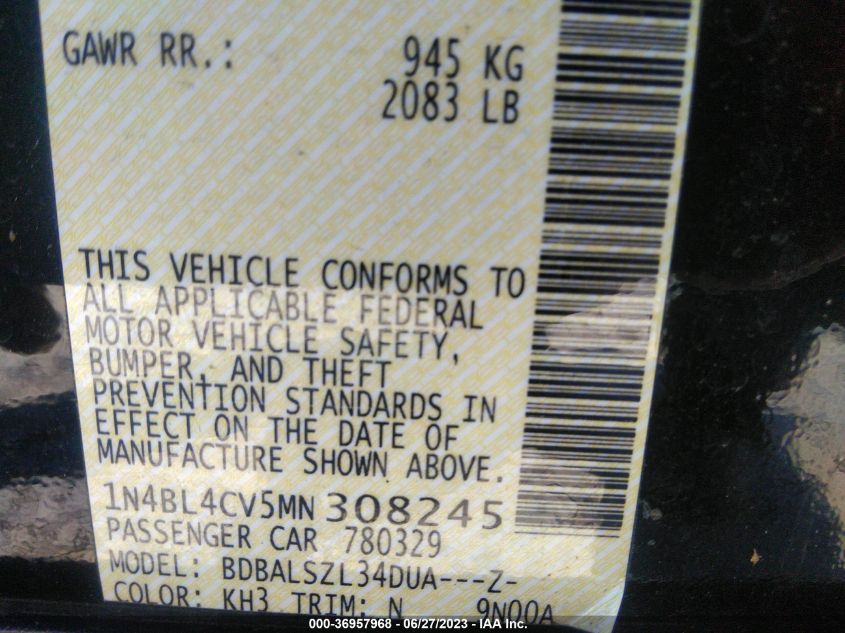 GAWR RR.: 945 KG
2083 LB
THIS VEHICLE CONFORMS TO
ALL APPLICABLE FEDERAL
MOTOR VEHICLE SAFETY,
BUMPER, AND THEFT
PREVENTION STANDARDS IN
EFFECT ON THE DATE OF
MANUFACTURE SHOWN ABOVE.
1N4BL4CV5MN308245
PASSENGER CAR 780329
MODEL: BDBALSZL34DUA---Z-
COLOR: KH3 TRIM: N 9N00A
000-36957968 - 06/27/2023 - IAA Inc.